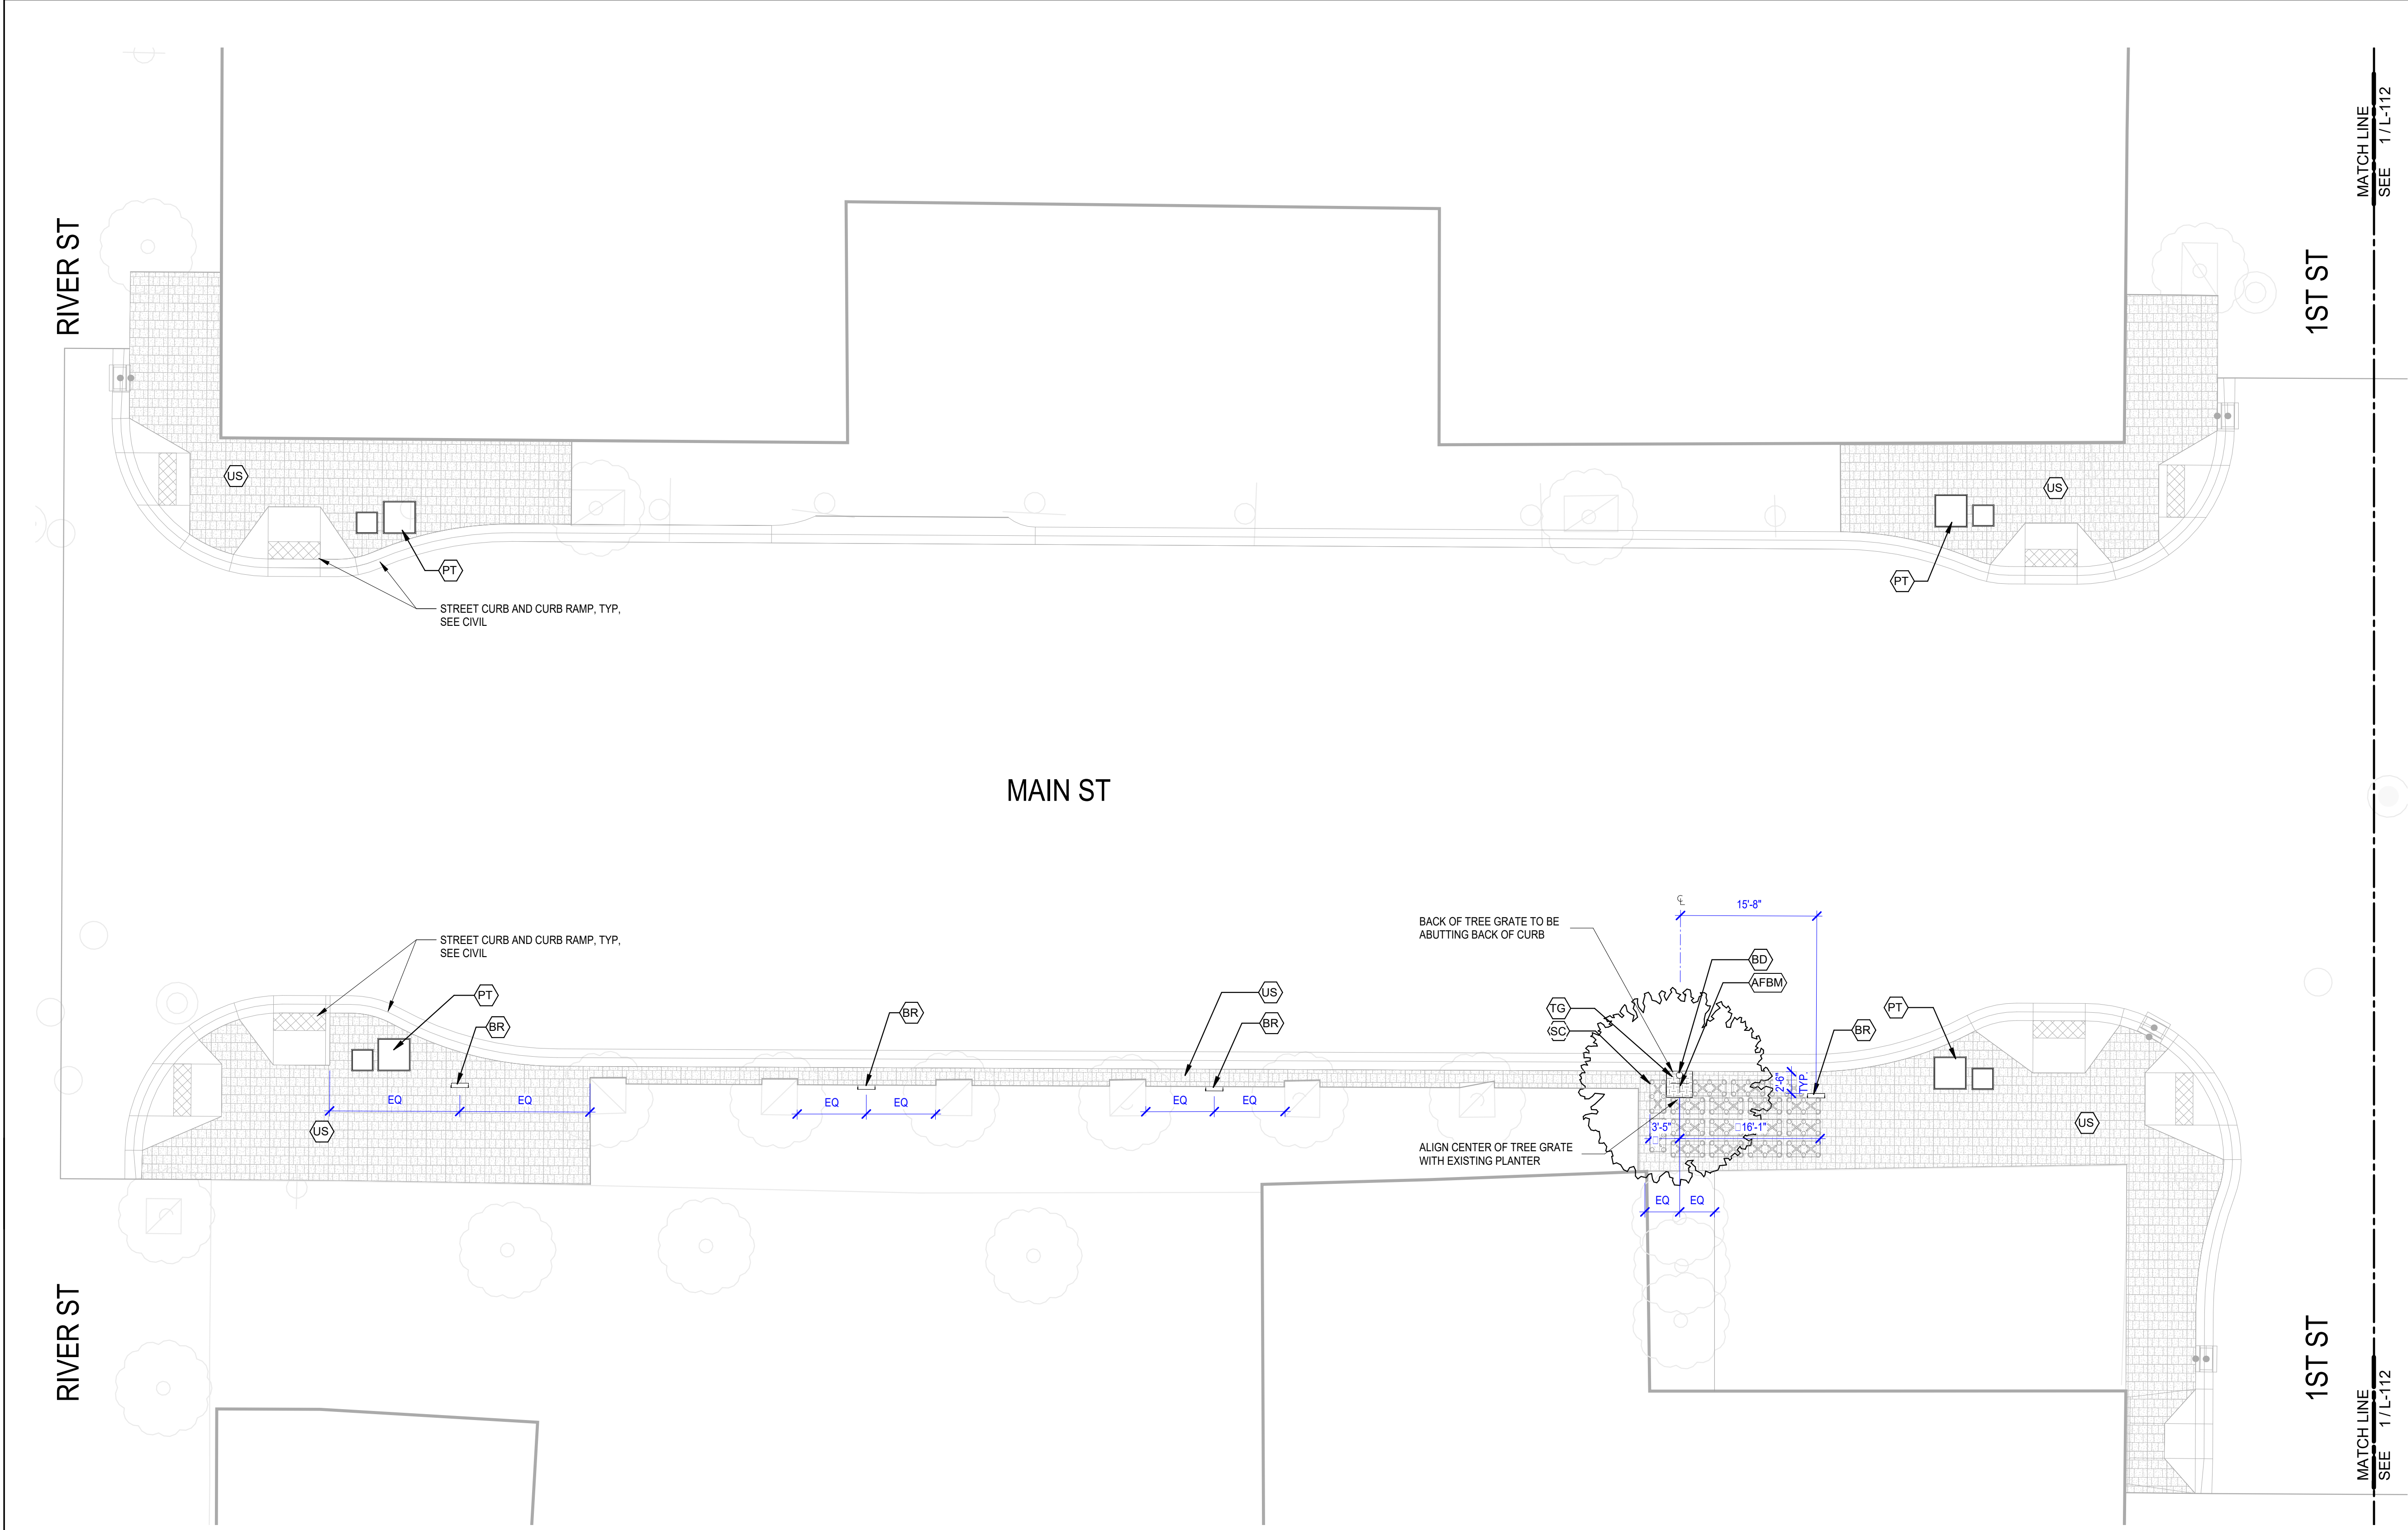 MATCH LINE
SEE 1 / L-112
RIVER ST
1ST ST
US
US
PT
PT
STREET CURB AND CURB RAMP, TYP,
SEE CIVIL
MAIN ST
℄
15'-8"
BACK OF TREE GRATE TO BE
ABUTTING BACK OF CURB
STREET CURB AND CURB RAMP, TYP,
SEE CIVIL
BD
AFBM
PT
US
TG
PT
BR
BR
BR
SC
BR
2'-6"
TYP.
EQ
EQ
EQ
EQ
EQ
EQ
US
US
3'-5"
16'-1"
ALIGN CENTER OF TREE GRATE
WITH EXISTING PLANTER
EQ
EQ
RIVER ST
1ST ST
MATCH LINE
SEE 1 / L-112